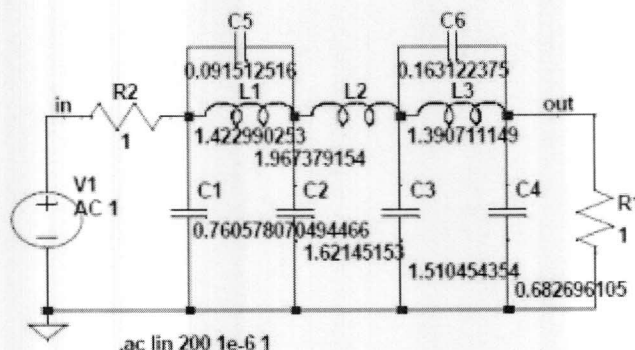 C5
C6
0.091512516
0.163122375
in
R2
L1
L2
L3
out
1
1.422990253
1.390711149
1.967379154
V1
AC 1
C1
C2
C3
C4
R1
0.760578070494466
1
1.62145153
1.510454354
0.682696105
.ac lin 200 1e-6 1